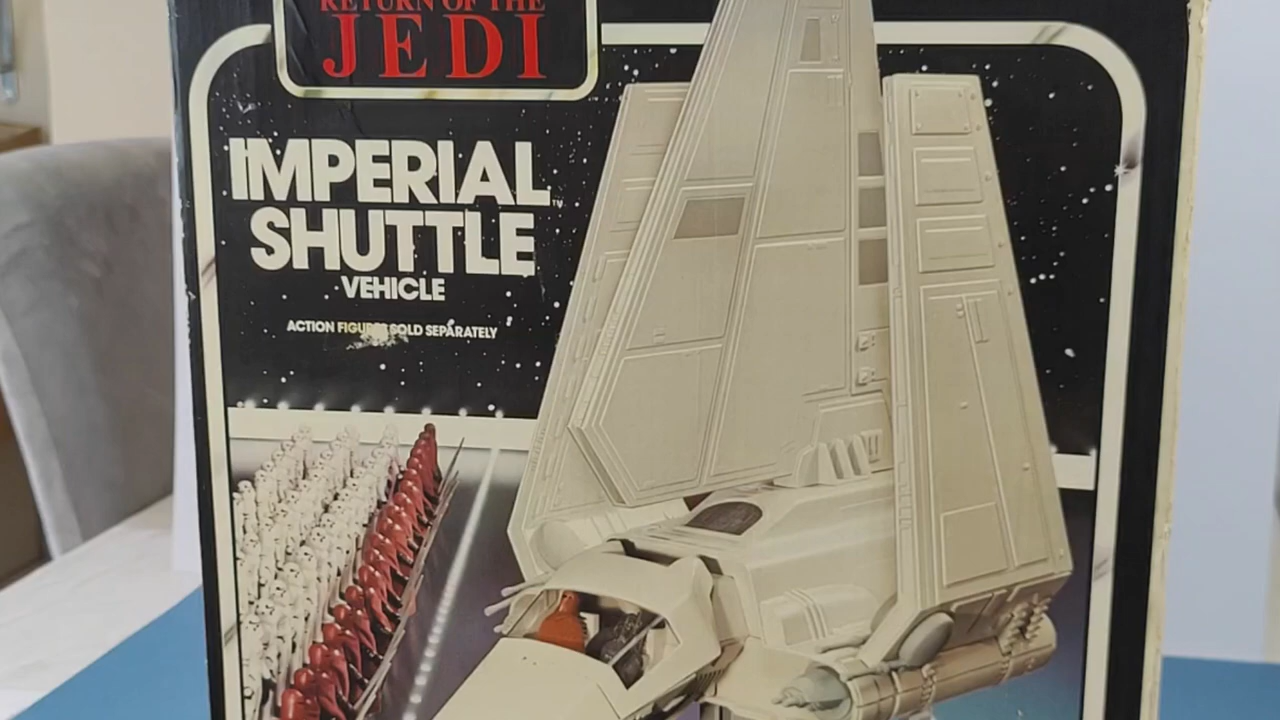 RETURN OF THE
JEDI
IMPERIAL
SHUTTLE
VEHICLE
ACTION FIGURES SOLD SEPARATELY